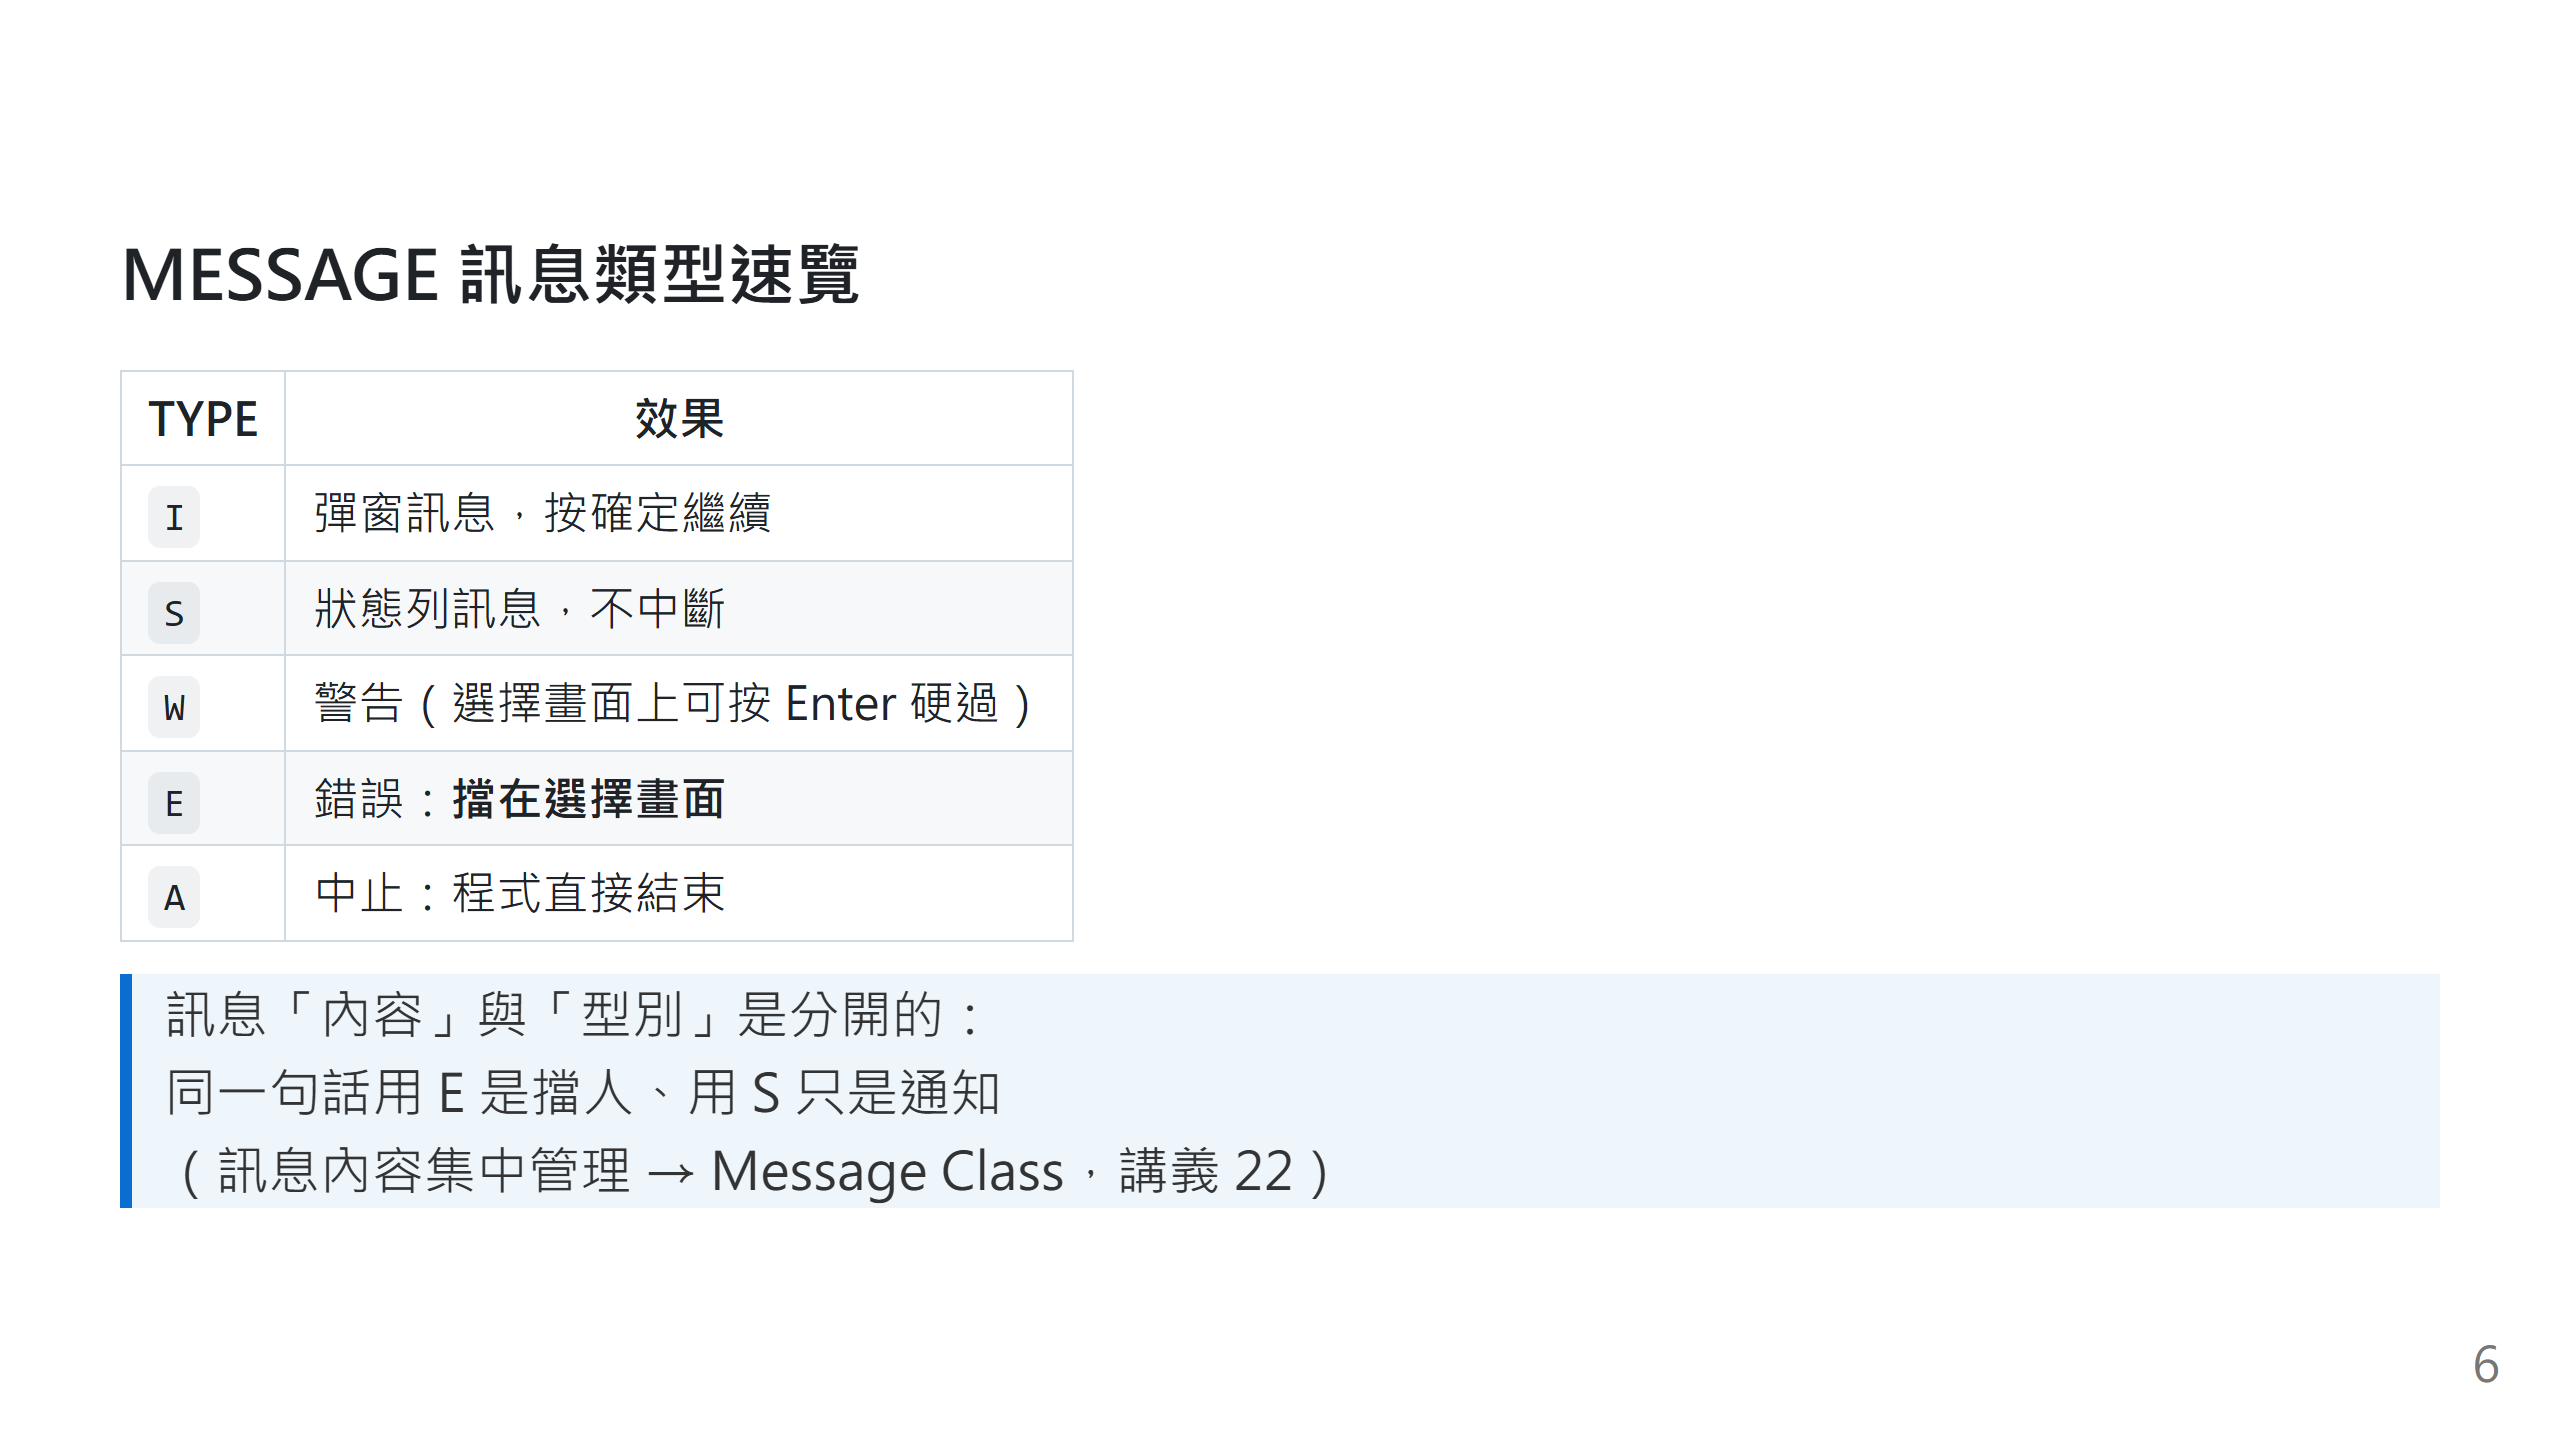 MESSAGE 訊息類型速覽
TYPE 效果
I 彈窗訊息，按確定繼續
S 狀態列訊息，不中斷
W 警告（選擇畫面上可按 Enter 硬過）
E 錯誤：擋在選擇畫面
A 中止：程式直接結束
訊息「內容」與「型別」是分開的：
同一句話用 E 是擋人、用 S 只是通知
（訊息內容集中管理 → Message Class，講義 22）
6